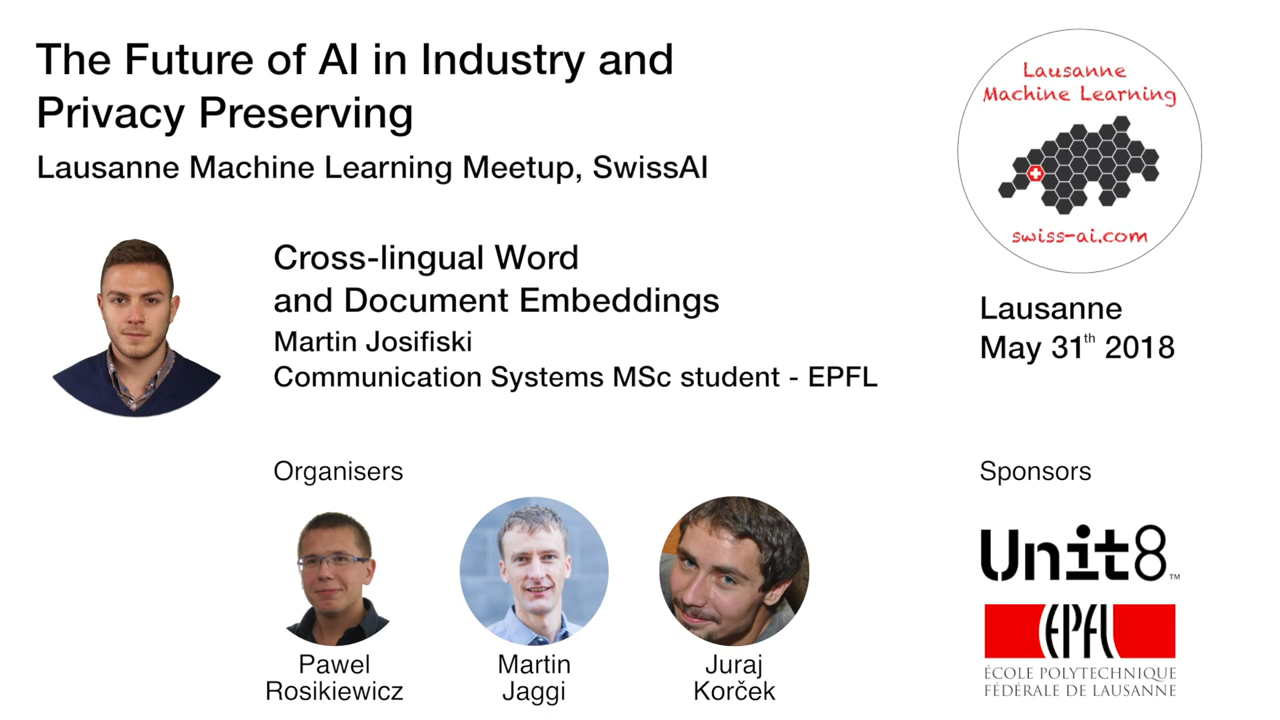 The Future of AI in Industry and
Privacy Preserving
Lausanne Machine Learning Meetup, SwissAI
Lausanne
Machine Learning
swiss-ai.com
Cross-lingual Word
and Document Embeddings
Martin Josifiski
Communication Systems MSc student - EPFL
Lausanne
May 31th 2018
Organisers
Pawel
Rosikiewicz
Martin
Jaggi
Juraj
Korček
Sponsors
Unit8™
EPFL
ÉCOLE POLYTECHNIQUE
FÉDÉRALE DE LAUSANNE